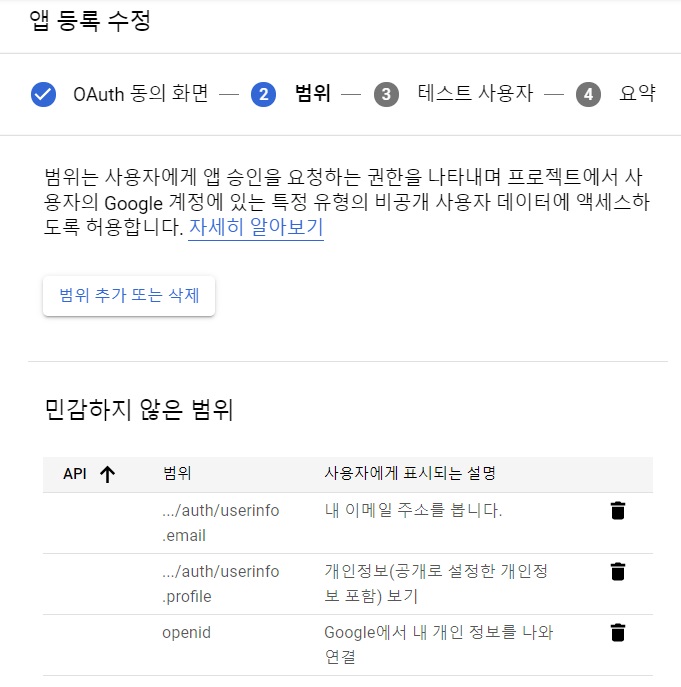 앱 등록 수정
OAuth 동의 화면 — 2 범위 — 3 테스트 사용자 — 4 요약
범위는 사용자에게 앱 승인을 요청하는 권한을 나타내며 프로젝트에서 사
용자의 Google 계정에 있는 특정 유형의 비공개 사용자 데이터에 액세스하
도록 허용합니다. 자세히 알아보기
범위 추가 또는 삭제
민감하지 않은 범위
API ↑ 범위 사용자에게 표시되는 설명
.../auth/userinfo 내 이메일 주소를 봅니다.
.email
.../auth/userinfo 개인정보(공개로 설정한 개인정
.profile 보 포함) 보기
openid Google에서 내 개인 정보를 나와
연결